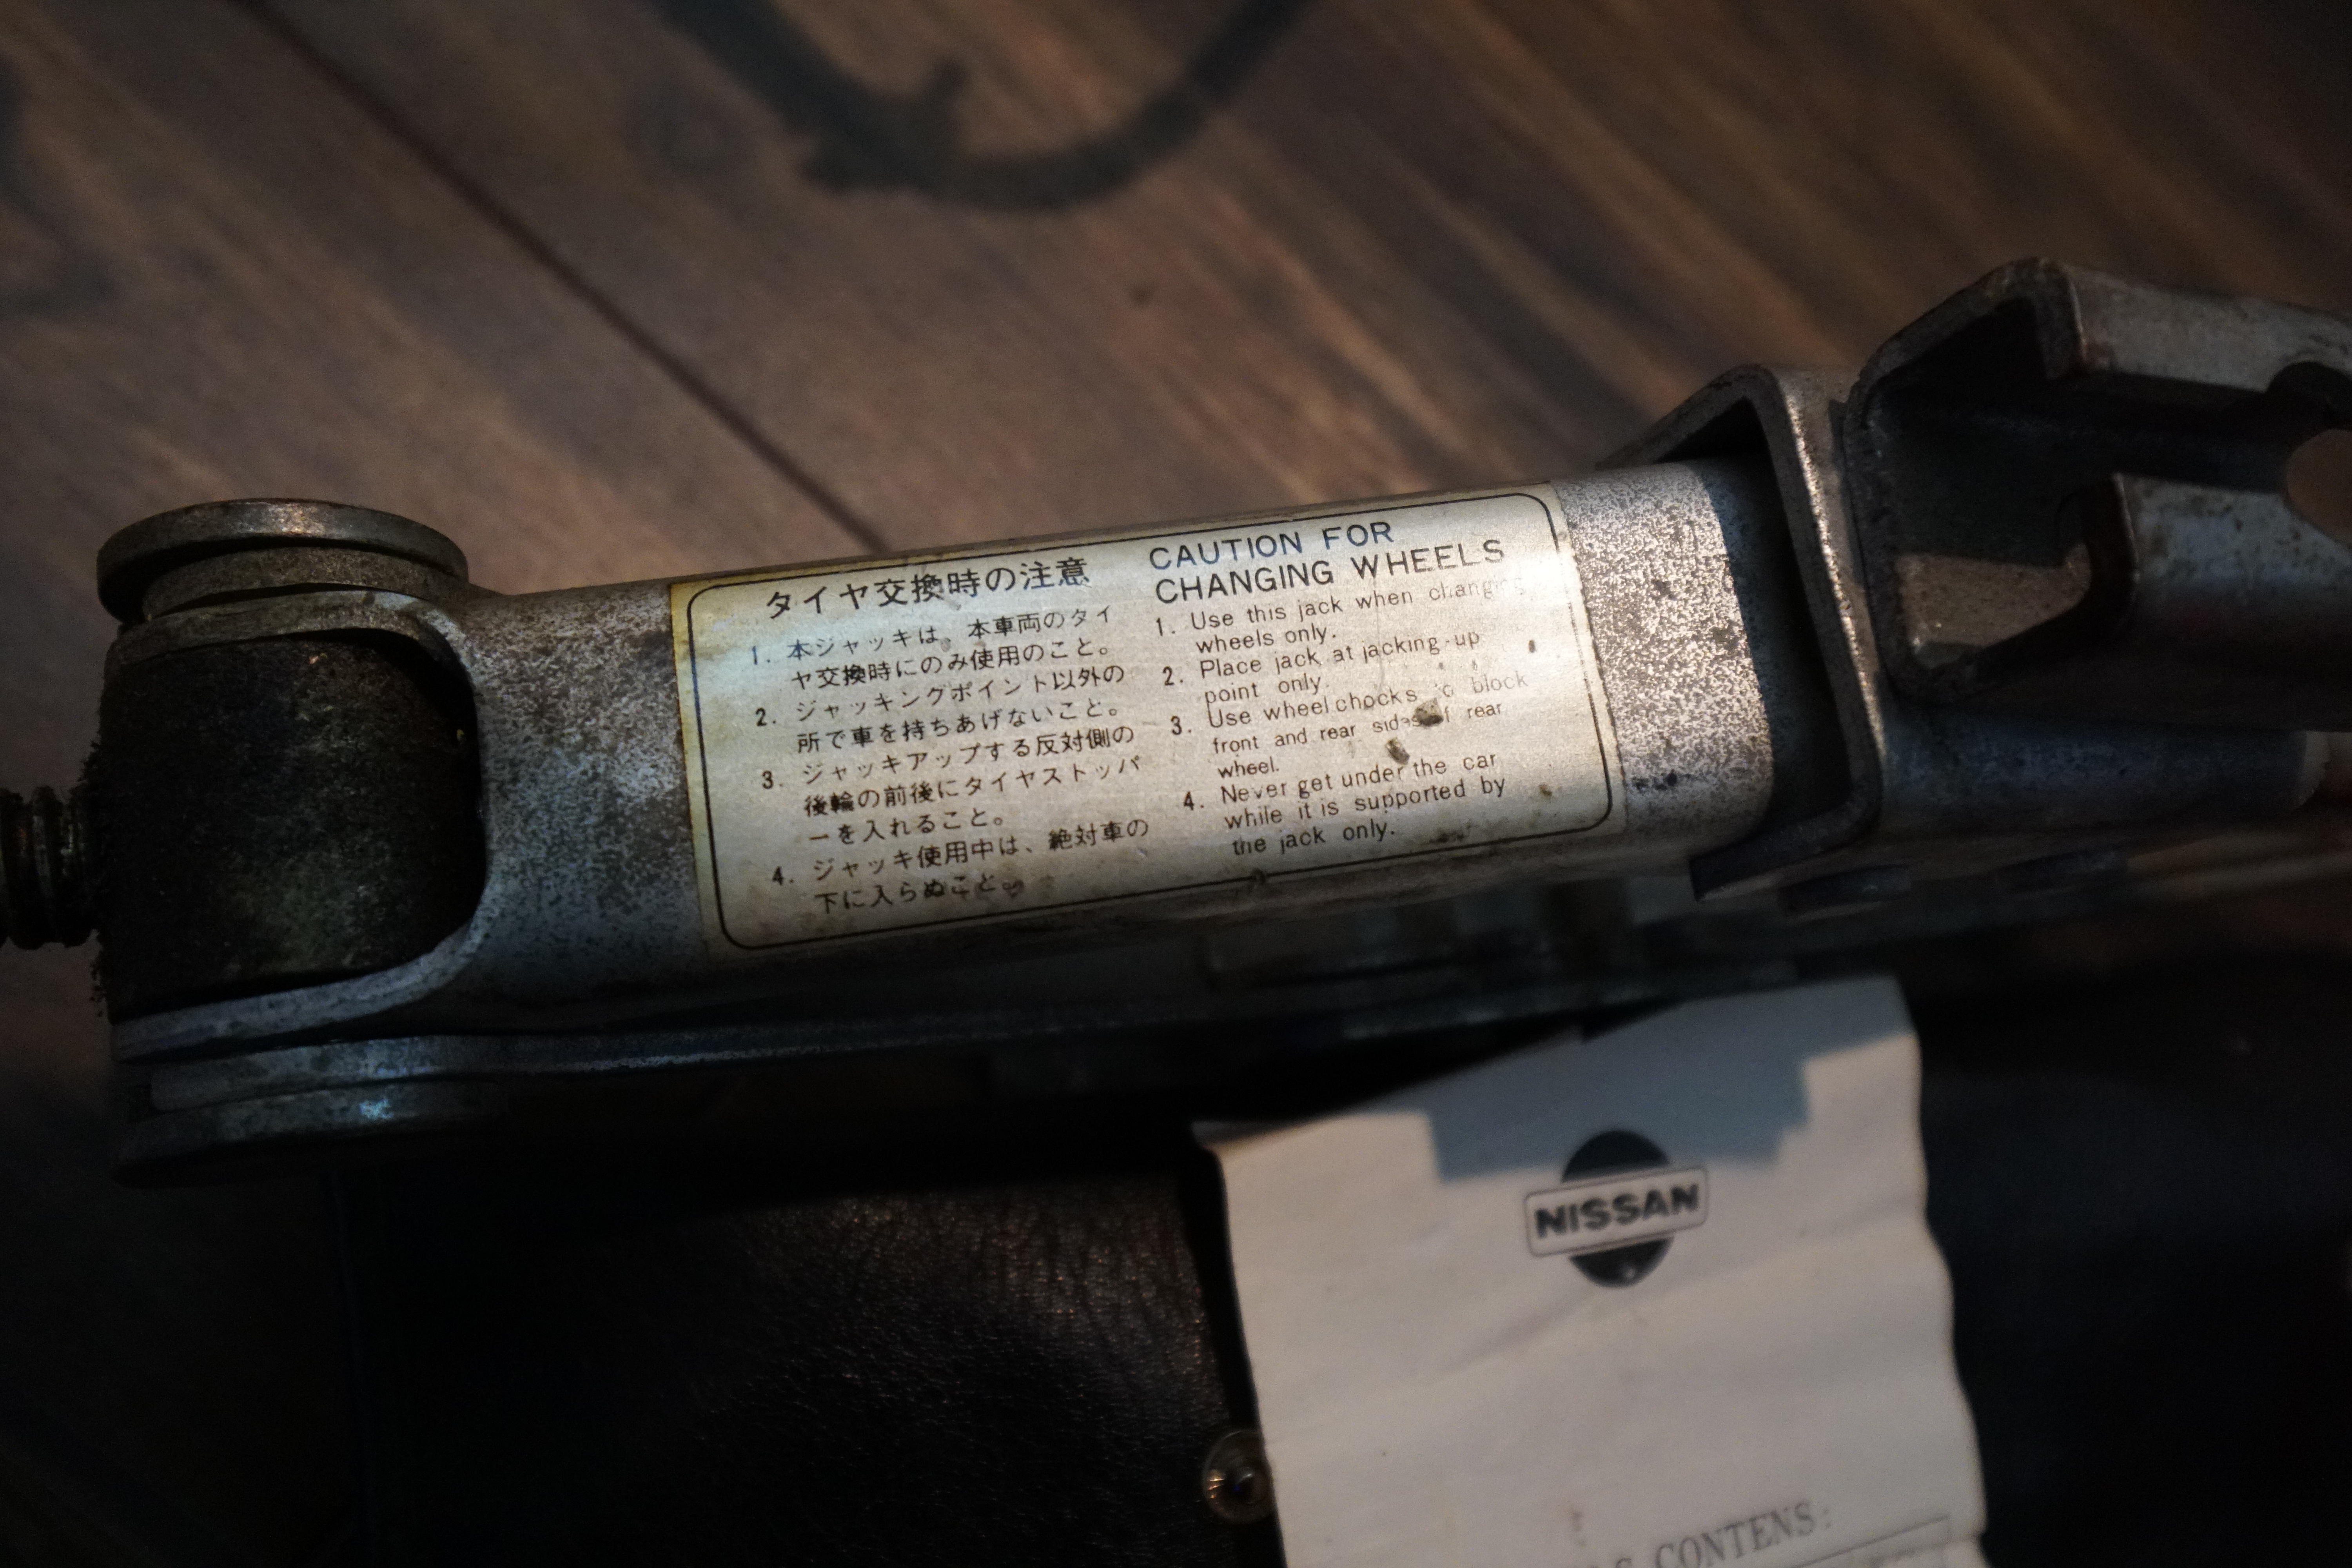 タイヤ交換時の注意
1. 本ジャッキは、本車両のタイ
ヤ交換時にのみ使用のこと。
2. ジャッキングポイント以外の
所で車を持ちあげないこと。
3. ジャッキアップする反対側の
後輪の前後にタイヤストッパ
ーを入れること。
4. ジャッキ使用中は、絶対車の
下に入らぬこと。
CAUTION FOR
CHANGING WHEELS
1. Use this jack when changing
wheels only.
2. Place jack at jacking-up
point only.
3. Use wheel chocks to block
front and rear sides of rear
wheel.
4. Never get under the car
while it is supported by
the jack only.
NISSAN
CONTENS: